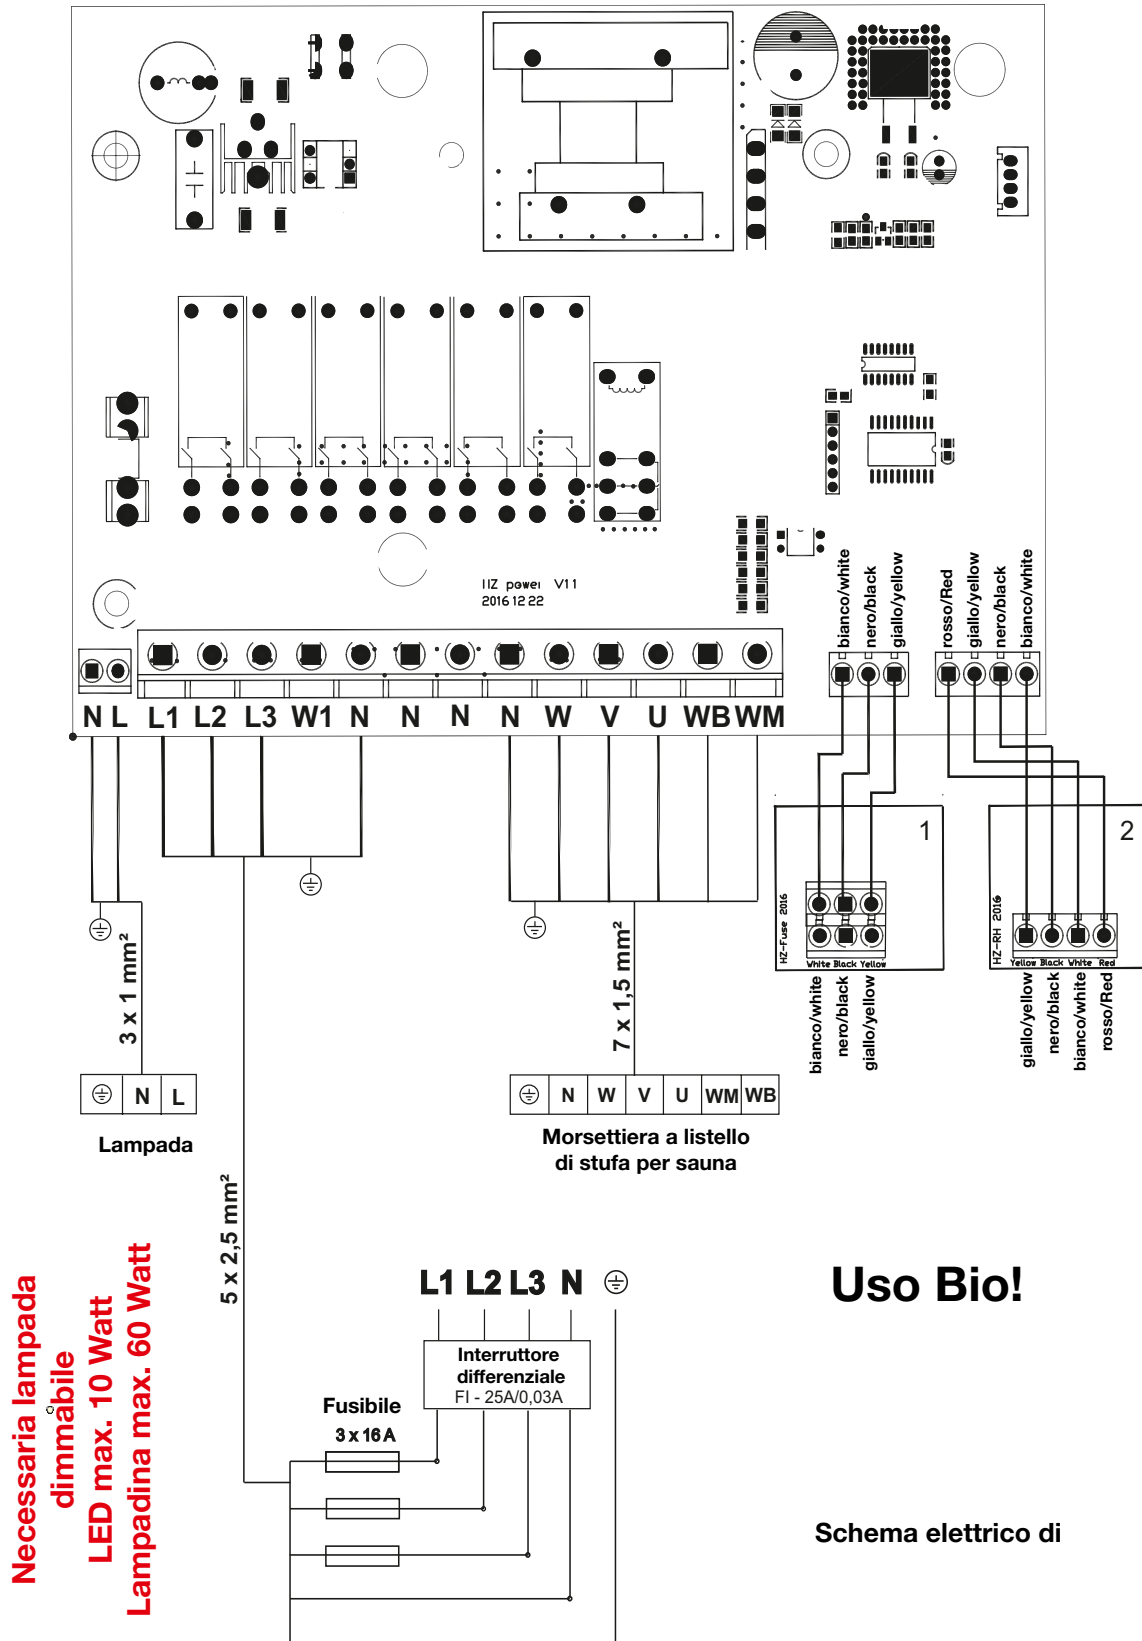 IIZ power V1 1
2016 12 22
bianco/white
nero/black
giallo/yellow
rosso/Red
giallo/yellow
nero/black
bianco/white
N L L1 L2 L3 W1 N N N N W V U WB WM
1
2
HZ-Fuse 2016
White Black Yellow
HZ-RH 2016
Yellow Black White Red
bianco/white
nero/black
giallo/yellow
giallo/yellow
nero/black
bianco/white
rosso/Red
3 x 1 mm²
7 x 1,5 mm²
N L
Lampada
N W V U WM WB
Morsettiera a listello
di stufa per sauna
5 x 2,5 mm²
Necessaria lampada
dimmabile
LED max. 10 Watt
Lampadina max. 60 Watt
L1 L2 L3 N
Uso Bio!
Interruttore
differenziale
FI - 25A/0,03A
Fusibile
3 x 16 A
Schema elettrico di